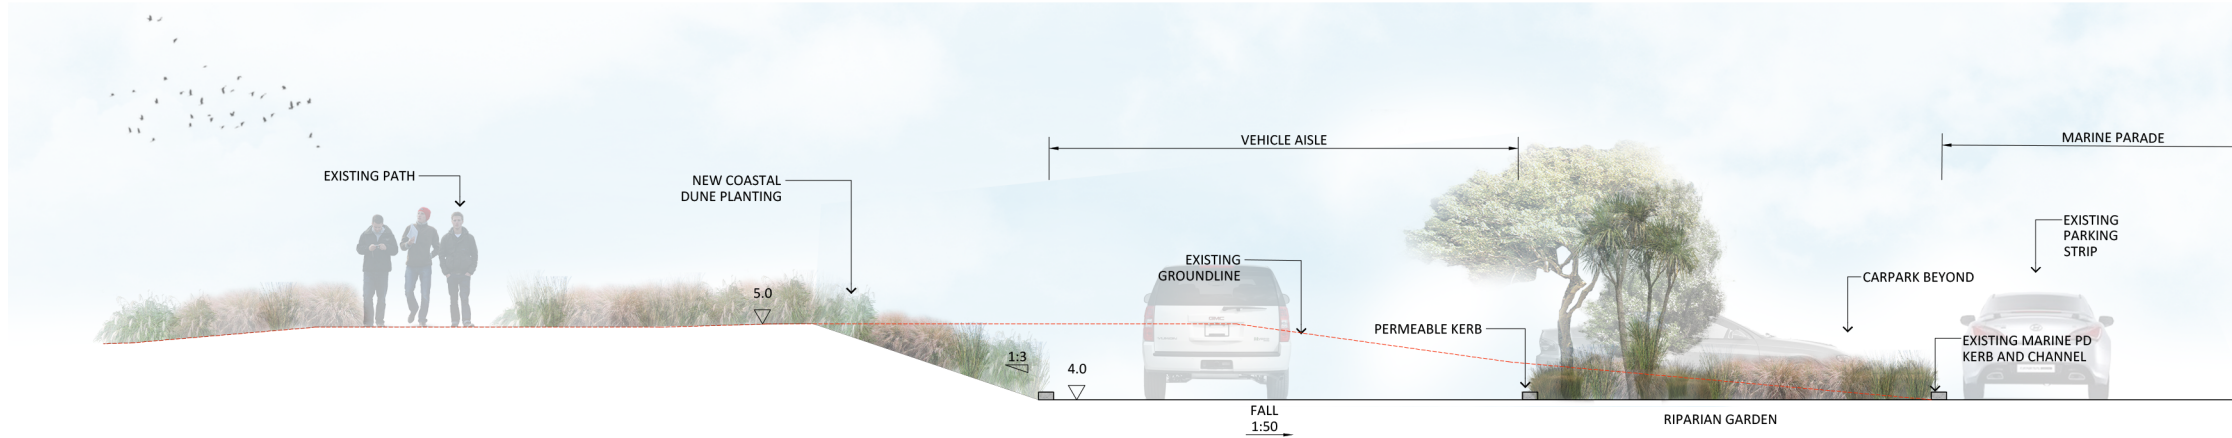 EXISTING PATH
NEW COASTAL
DUNE PLANTING
5.0
1:3
4.0
VEHICLE AISLE
EXISTING
GROUNDLINE
FALL
1:50
PERMEABLE KERB
RIPARIAN GARDEN
CARPARK BEYOND
MARINE PARADE
EXISTING
PARKING
STRIP
EXISTING MARINE PD
KERB AND CHANNEL
GMC